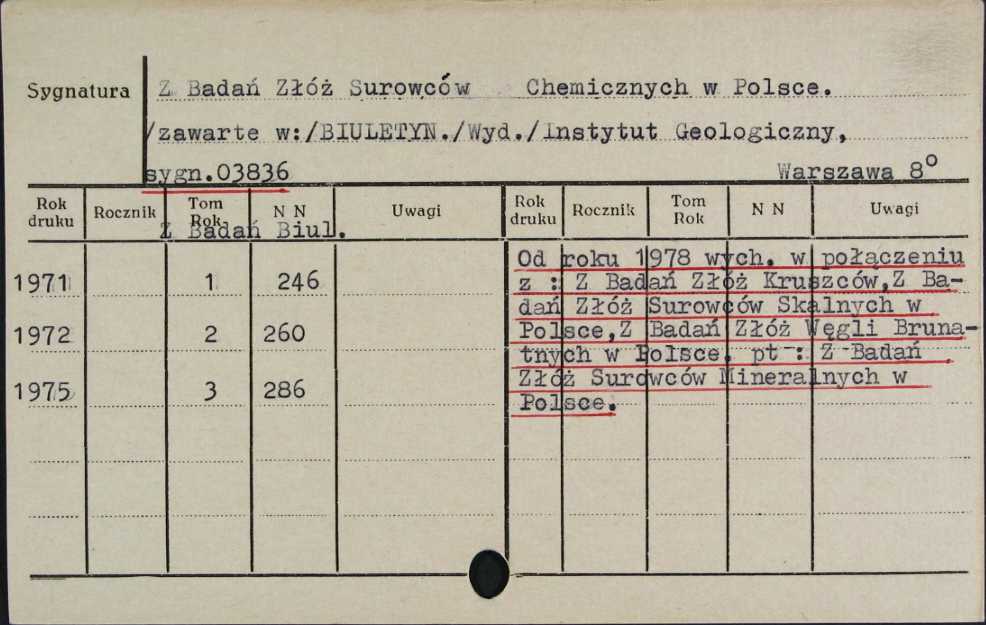 Sygnatura
Z Badań Złóż Surowców Chemicznych w Polsce.
/zawarte w:/BIULETYN./Wyd./Instytut Geologiczny,
sygn.03836 Warszawa 8°
Rok druku Rocznik Tom Rok N N Uwagi Rok druku Rocznik Tom Rok N N Uwagi
Z Badań Biul.
1971 1 246
1972 2 260
1975 3 286
Od roku 1978 wych. w połączeniu
z : Z Badań Złóż Kruszców,Z Ba-
dań Złóż Surowców Skalnych w
Polsce,Z Badań Złóż Węgli Bruna-
tnych w Polsce. pt : Z Badań
Złóż Surowców Mineralnych w
Polsce.